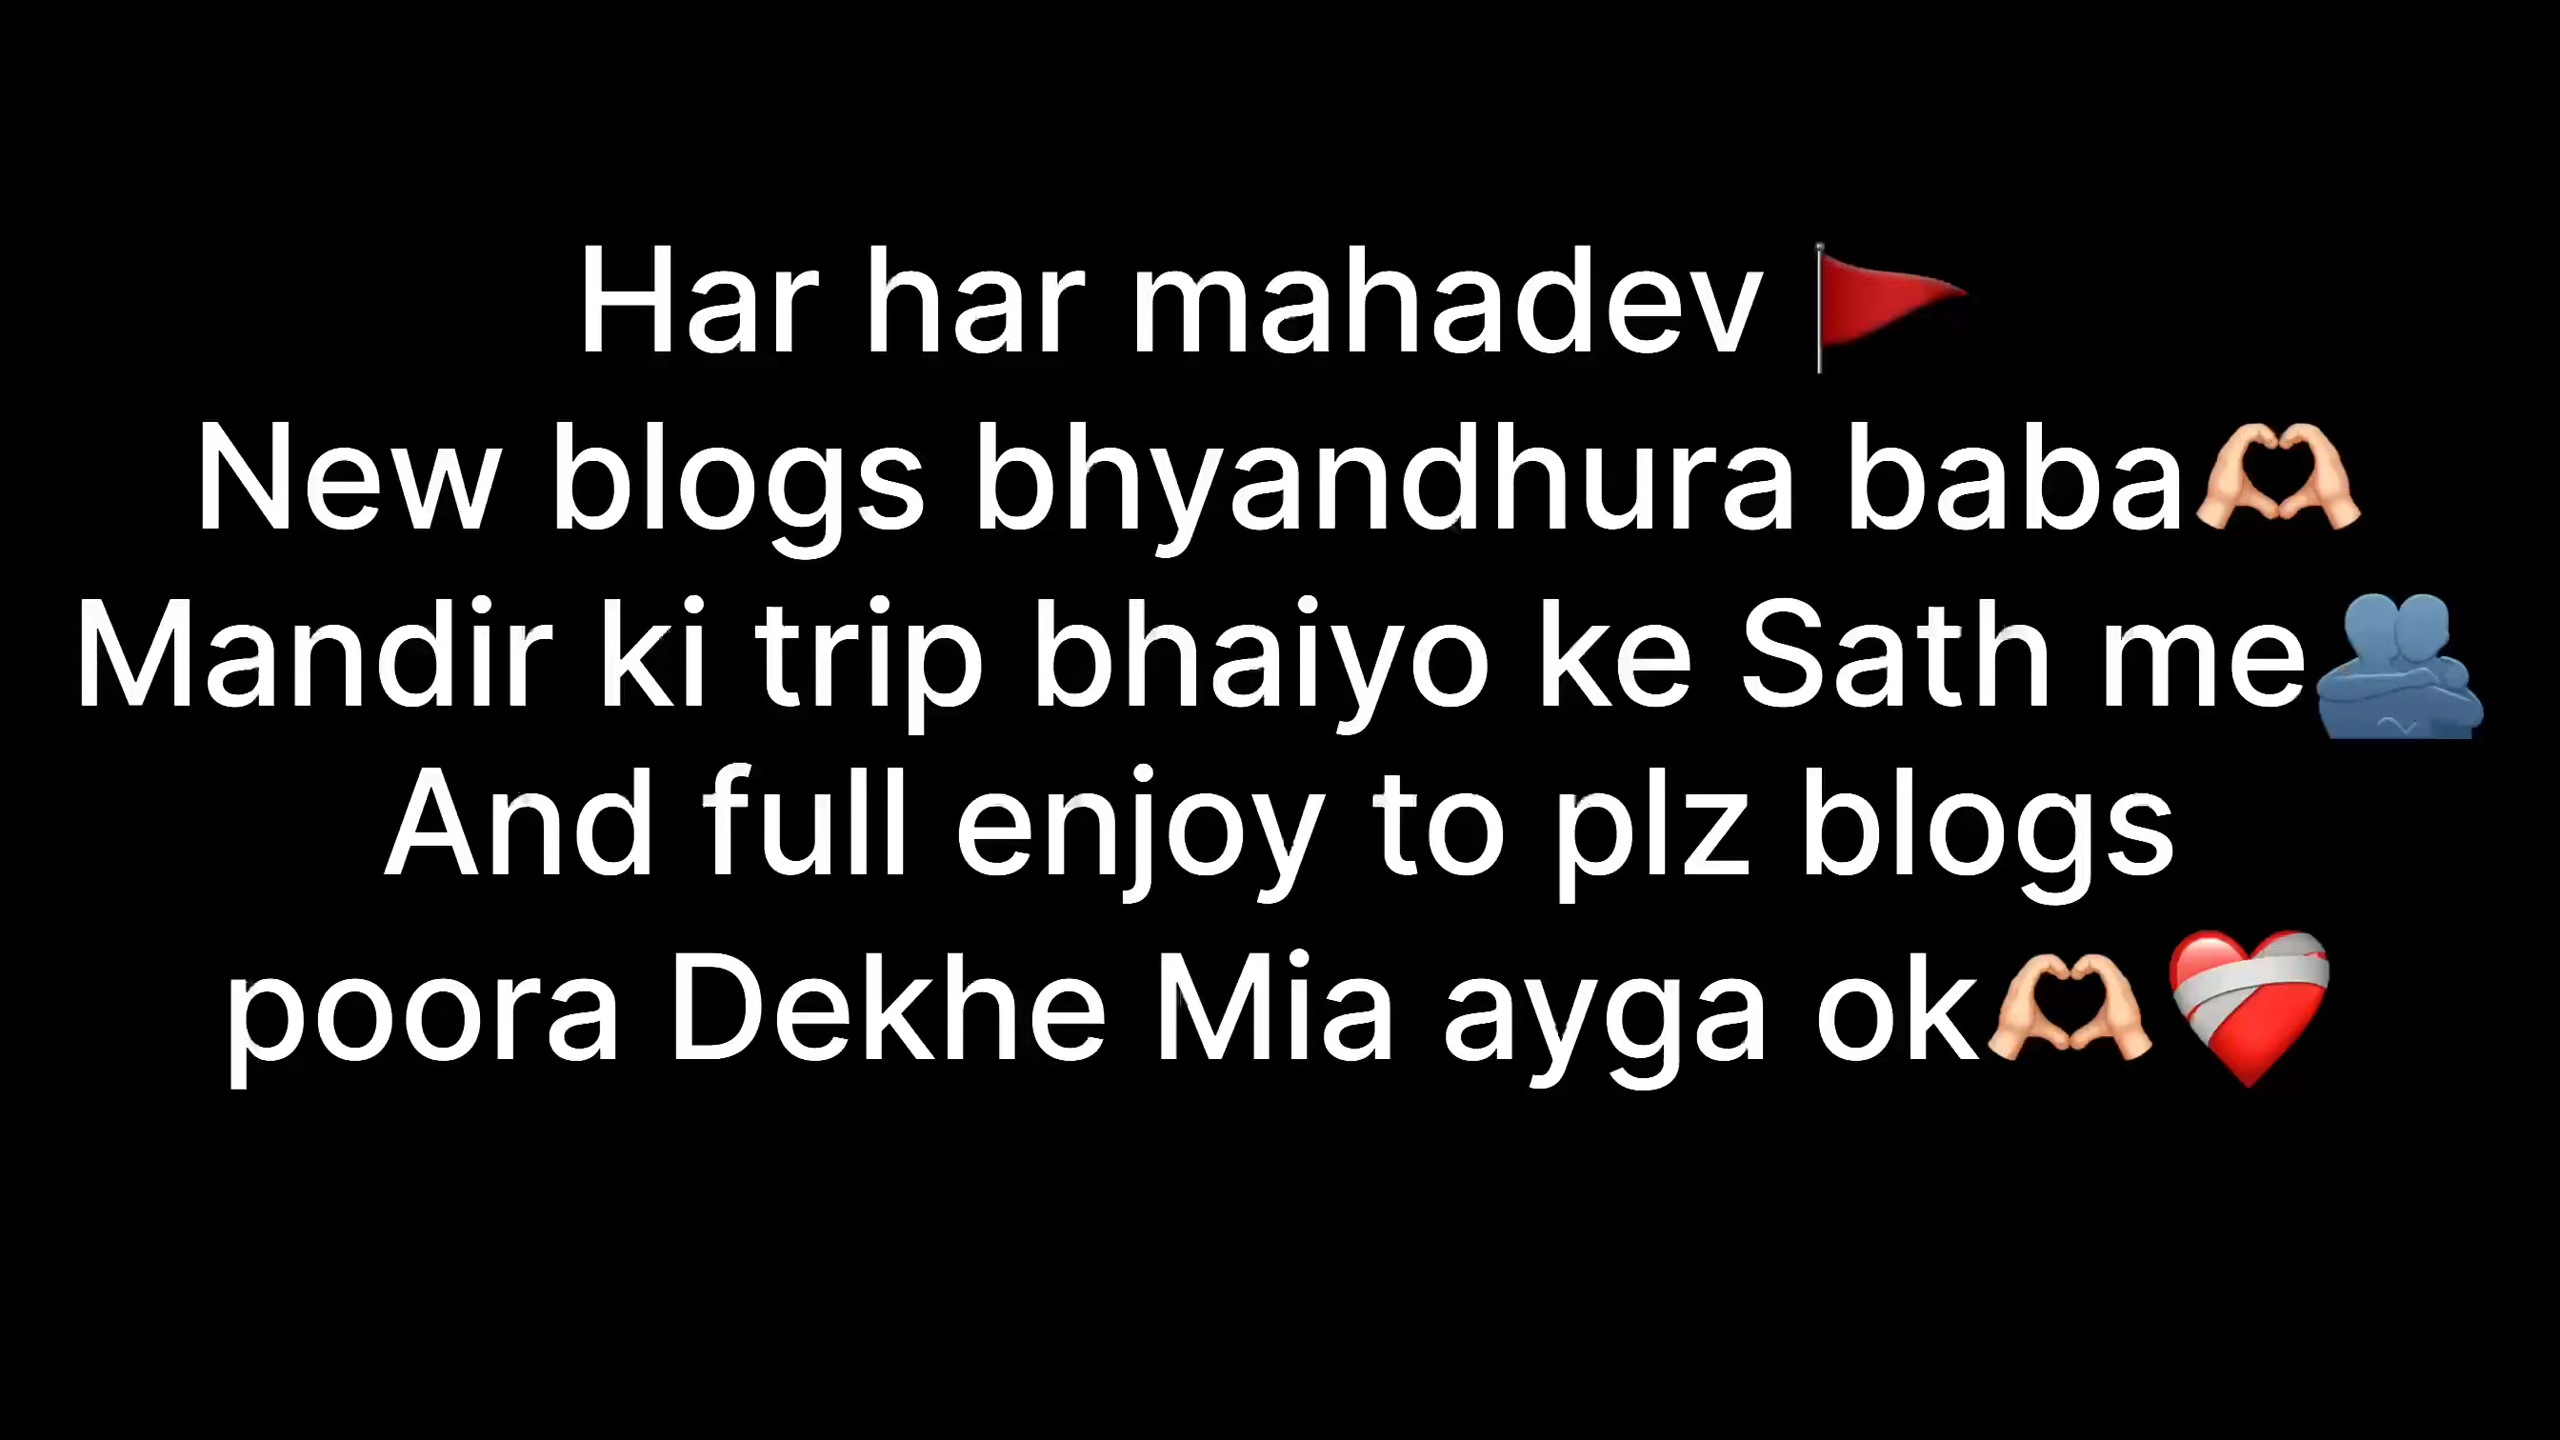 Har har mahadev 🚩
New blogs bhyandhura baba🫶🏻
Mandir ki trip bhaiyo ke Sath me🫂
And full enjoy to plz blogs
poora Dekhe Mia ayga ok🫶🏻❤️‍🩹